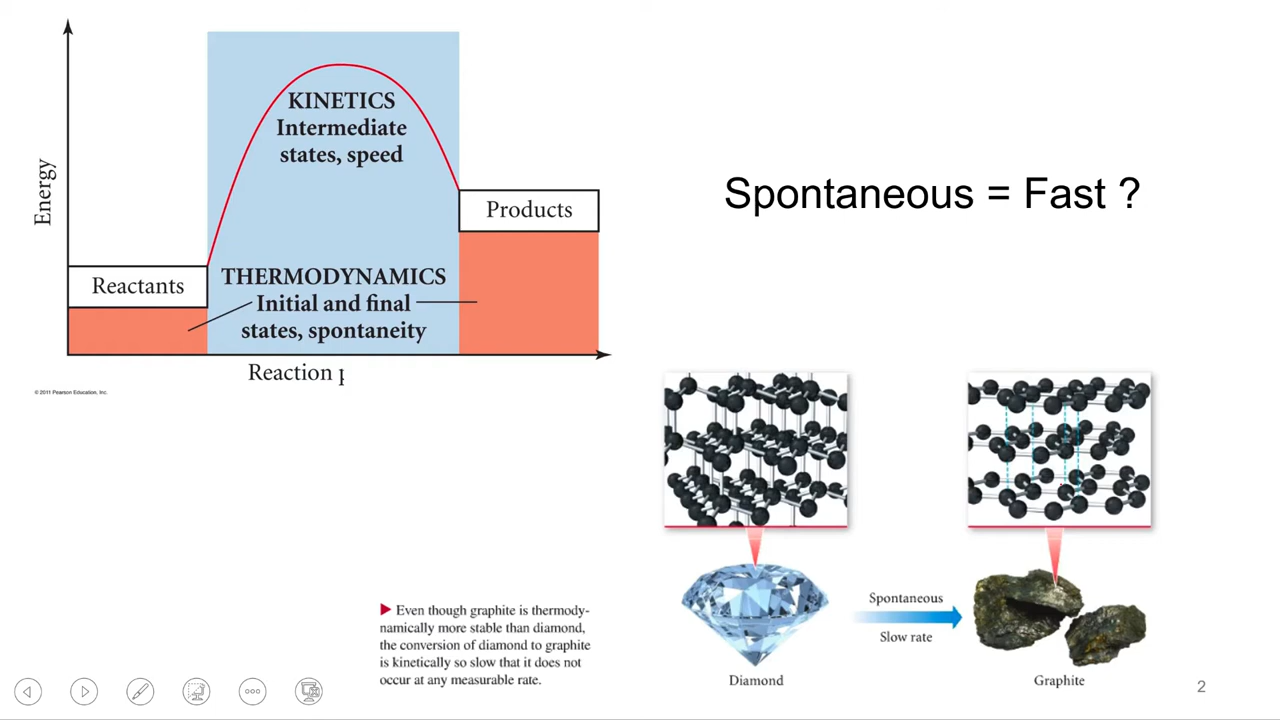 Energy
KINETICS
Intermediate
states, speed
Products
Reactants
THERMODYNAMICS
Initial and final
states, spontaneity
Reaction
© 2011 Pearson Education, Inc.
Spontaneous = Fast ?
▶ Even though graphite is thermody-
namically more stable than diamond,
the conversion of diamond to graphite
is kinetically so slow that it does not
occur at any measurable rate.
Spontaneous
Slow rate
Diamond
Graphite
2